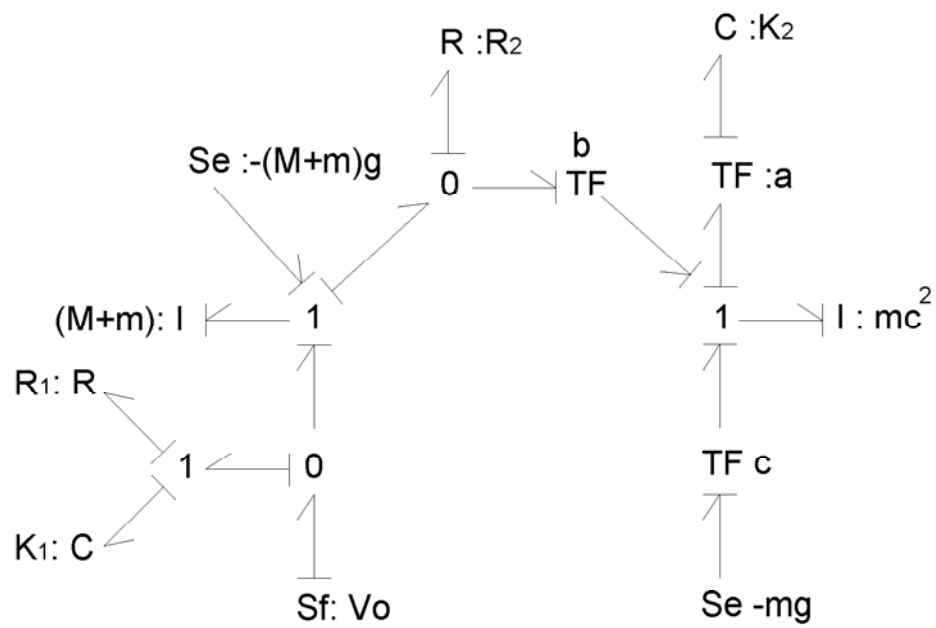 R :R2
C :K2
b
Se :-(M+m)g
0
TF
TF :a
(M+m): I
1
1
I : mc²
R1: R
1
0
TF c
K1: C
Sf: Vo
Se -mg